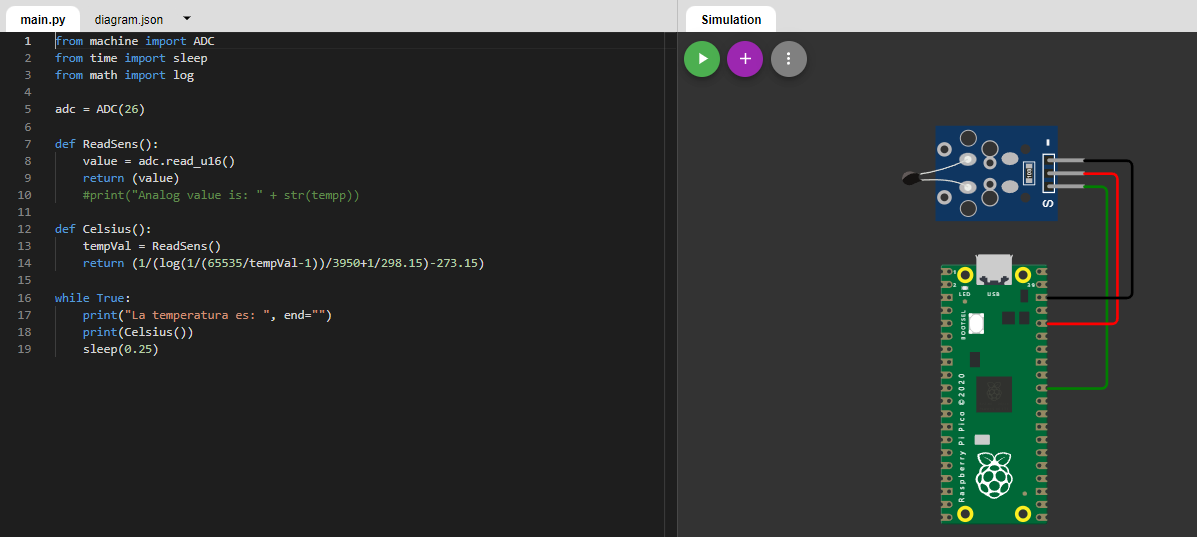 main.py diagram.json
1 from machine import ADC
2 from time import sleep
3 from math import log
4
5 adc = ADC(26)
6
7 def ReadSens():
8 value = adc.read_u16()
9 return (value)
10 #print("Analog value is: " + str(tempp))
11
12 def Celsius():
13 tempVal = ReadSens()
14 return (1/(log(1/(65535/tempVal-1))/3950+1/298.15)-273.15)
15
16 while True:
17 print("La temperatura es: ", end="")
18 print(Celsius())
19 sleep(0.25)
Simulation
103
S
1
2
39
LED
USB
BOOTSEL
Raspberry Pi Pico ©2020